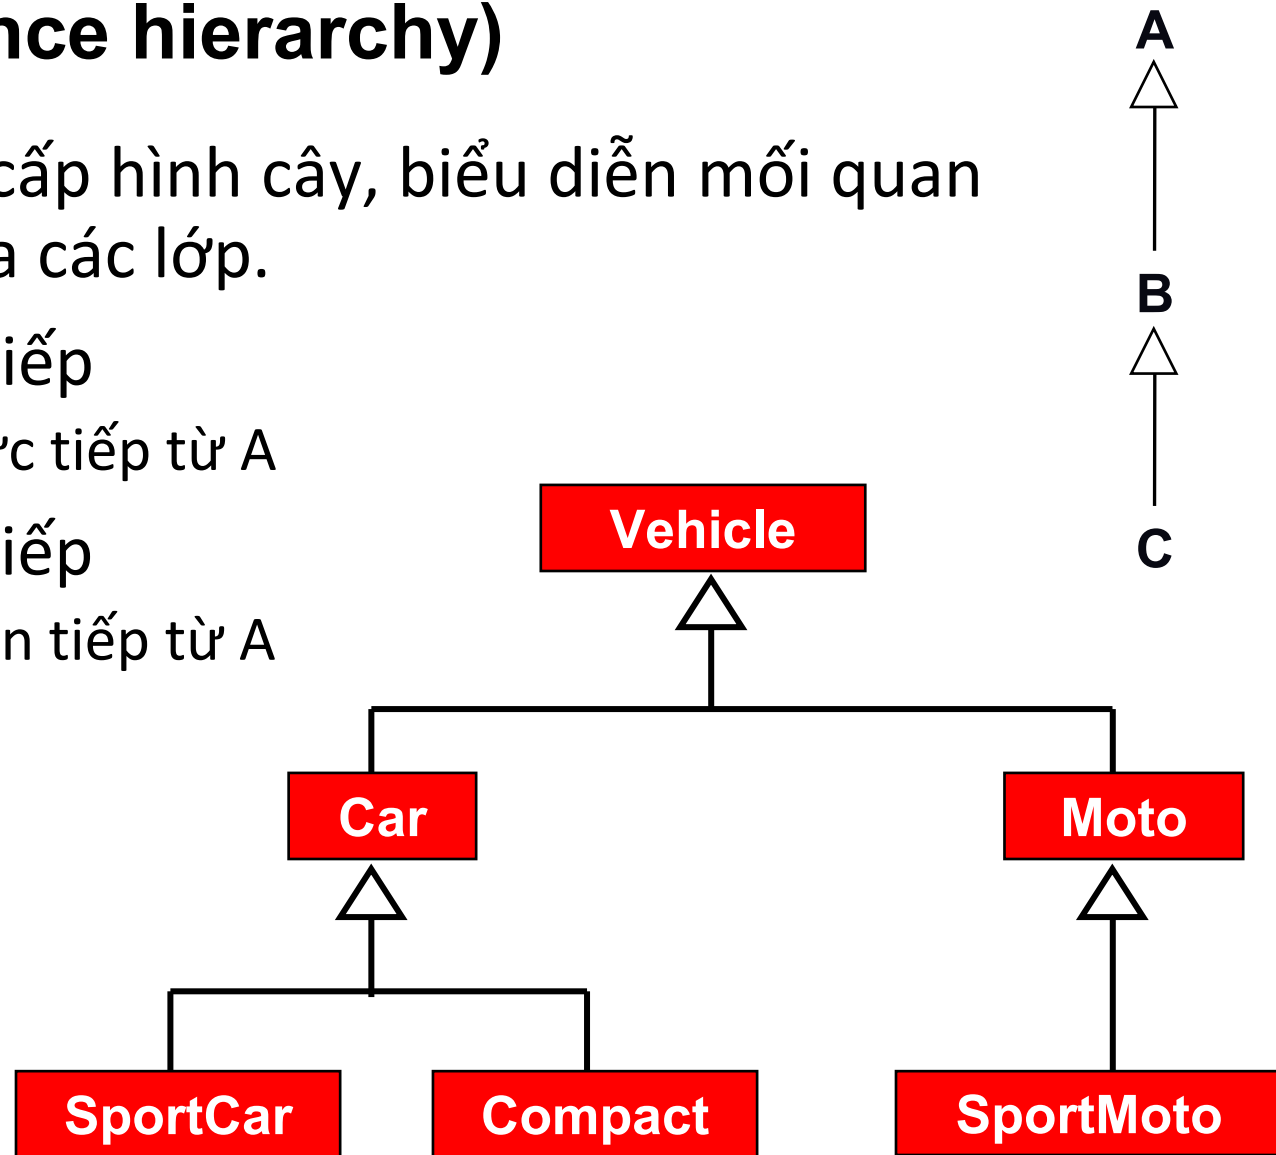 nce hierarchy)
cấp hình cây, biểu diễn mối quan
a các lớp.
iếp
ực tiếp từ A
iếp
n tiếp từ A
A
B
C
Vehicle
Car
Moto
SportCar
Compact
SportMoto